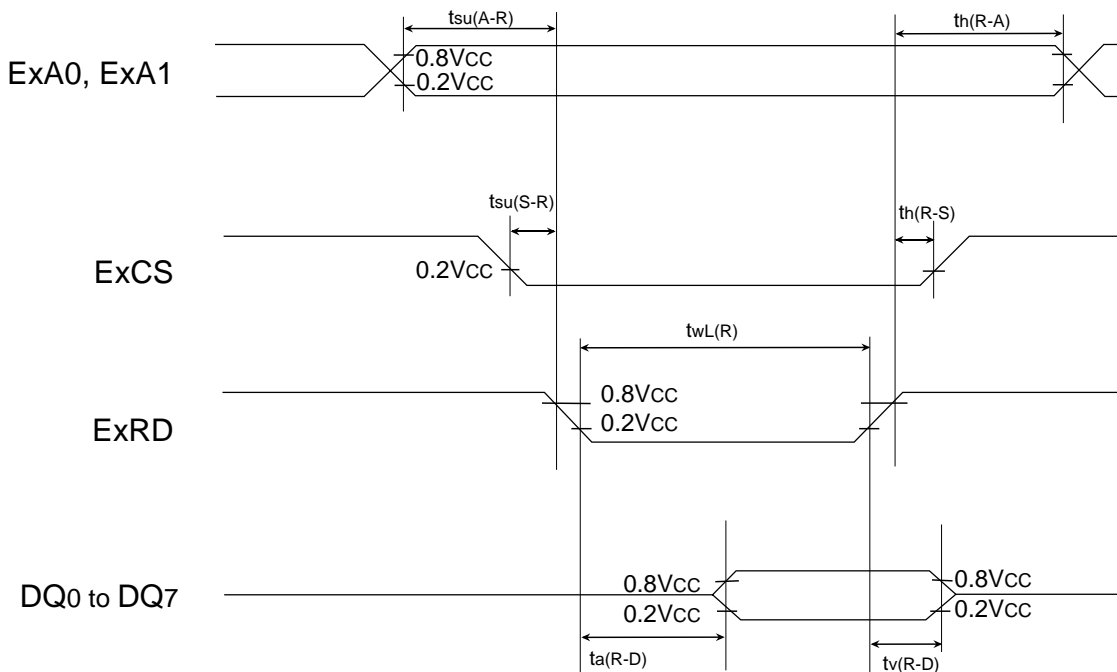 tsu(A-R)
th(R-A)
ExA0, ExA1
0.8VCC
0.2VCC
tsu(S-R)
th(R-S)
ExCS
0.2VCC
twL(R)
ExRD
0.8VCC
0.2VCC
DQ0 to DQ7
0.8VCC
0.8VCC
0.2VCC
0.2VCC
ta(R-D)
tv(R-D)